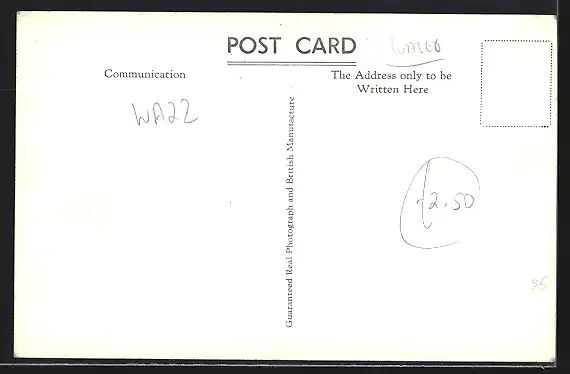 POST CARD
Communication
The Address only to be
Written Here
WA22
Guaranteed Real Photograph and British Manufacture
£2.50
95